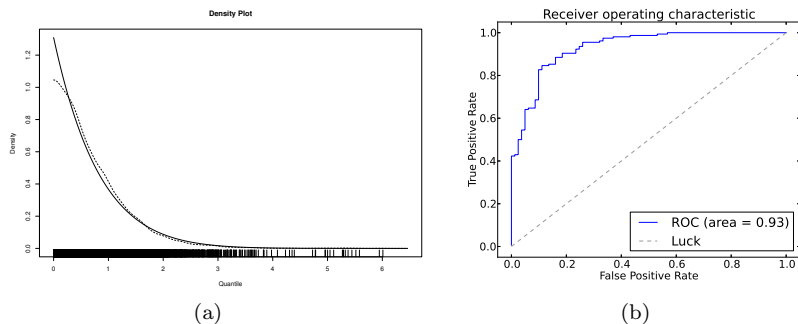 Density Plot
Density
0.0
0.2
0.4
0.6
0.8
1.0
1.2
0 1 2 3 4 5 6
Quantile
(a)
Receiver operating characteristic
True Positive Rate
1.0
0.8
0.6
0.4
0.2
0.0
ROC (area = 0.93)
Luck
0.0 0.2 0.4 0.6 0.8 1.0
False Positive Rate
(b)